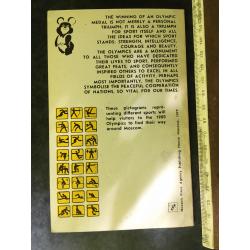 THE WINNING OF AN OLYMPIC
MEDAL IS NOT MERELY A PERSONAL
TRIUMPH, IT IS ALSO A TRIUMPH
FOR SPORT ITSELF AND ALL
THE IDEAS FOR WHICH SPORT
STANDS: STRENGTH, INTELLIGENCE,
COURAGE AND BEAUTY.
THE OLYMPICS ARE A MONUMENT
TO ALL THOSE WHO HAVE DEDICATED
THEIR LIVES TO SPORT, PERFORMED
GREAT FEATS, AND CONSEQUENTLY
INSPIRED OTHERS TO EXCEL IN ALL
FIELDS OF ACTIVITY. PERHAPS
MOST IMPORTANTLY, THE OLYMPICS
SYMBOLISE THE PEACEFUL COOPERATION
OF NATIONS, SO VITAL FOR OUR TIMES
These pictograms repre-
senting different sports will
help visitors to the 1980
Olympics to find their way
around Moscow.